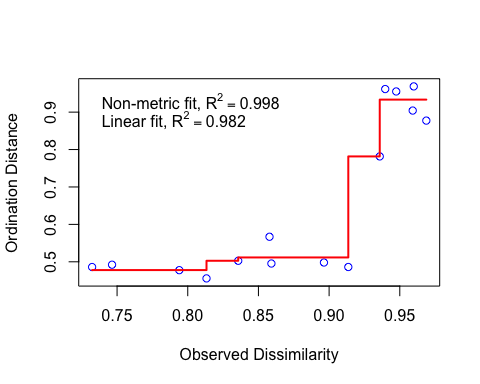 Non-metric fit, R² = 0.998
Linear fit, R² = 0.982
Ordination Distance
0.9
0.8
0.7
0.6
0.5
0.75 0.80 0.85 0.90 0.95
Observed Dissimilarity